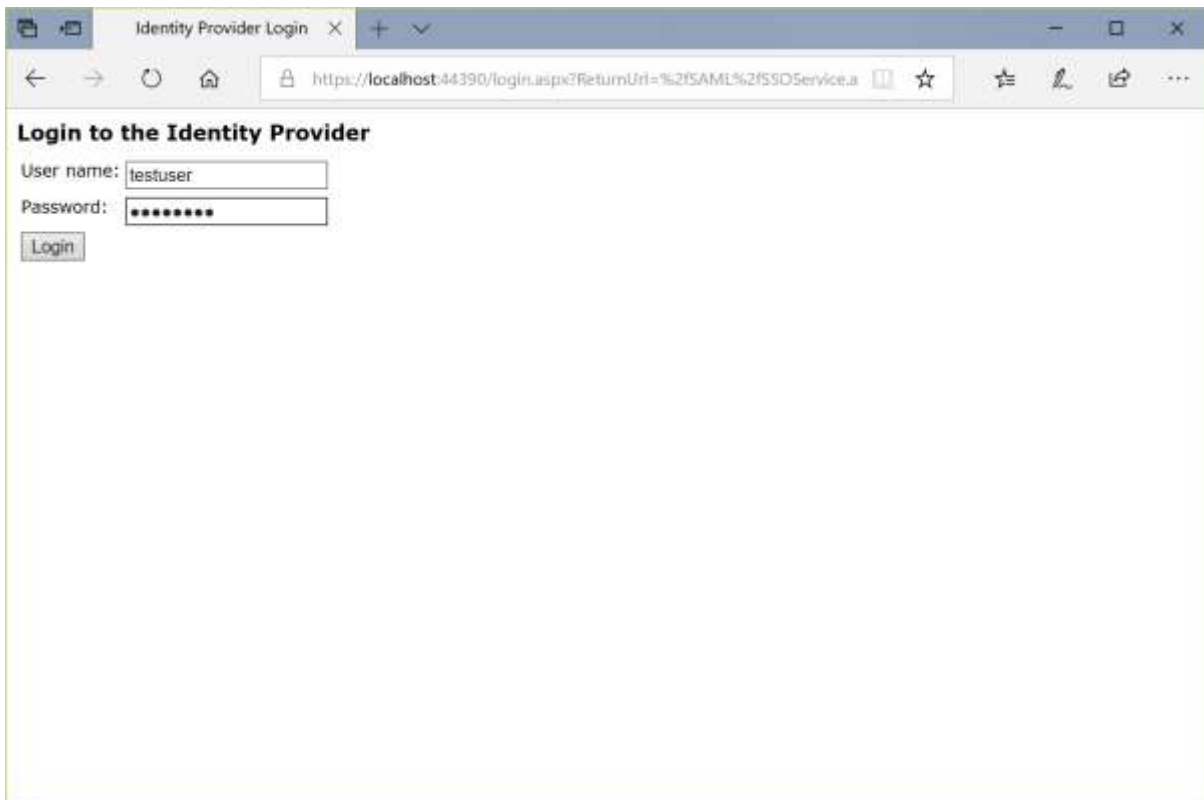 Identity Provider Login
https://localhost:44390/login.aspx?ReturnUrl=%2fSAML%2fSSOService.a
Login to the Identity Provider
User name: testuser
Password: ••••••••
Login